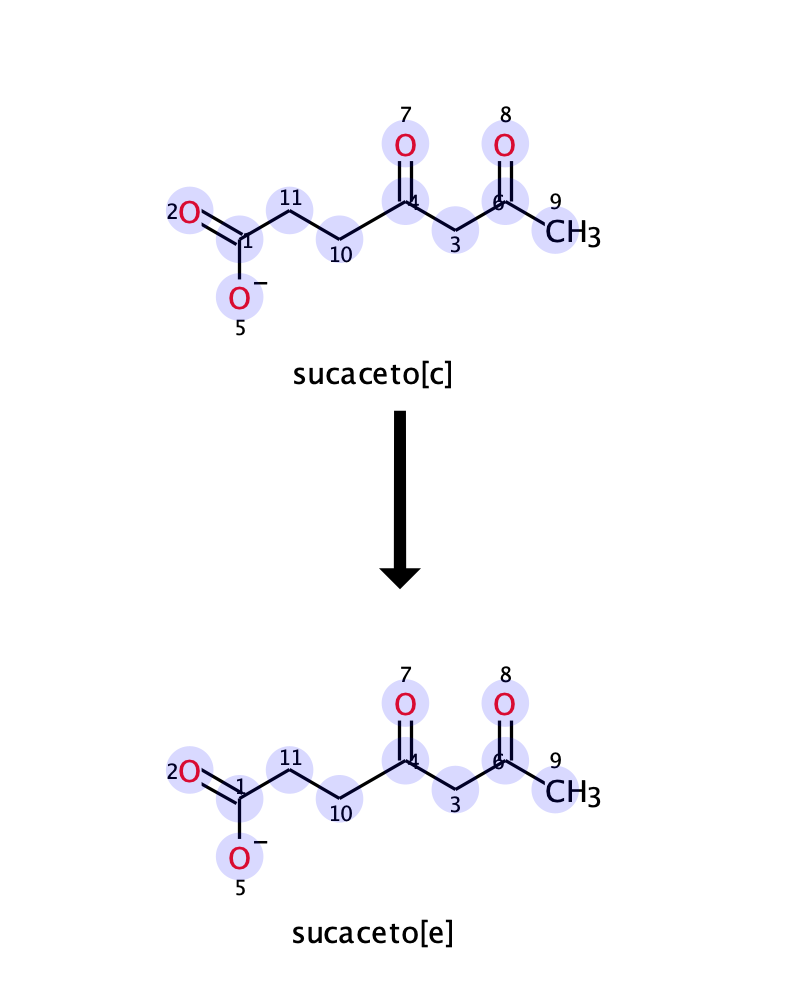 7 8
O O
2O 11 4 6 9
1 10 3 CH3
O−
5
sucaceto[c]
7 8
O O
2O 1 11 4 6 9
10 3 CH3
O−
5
sucaceto[e]